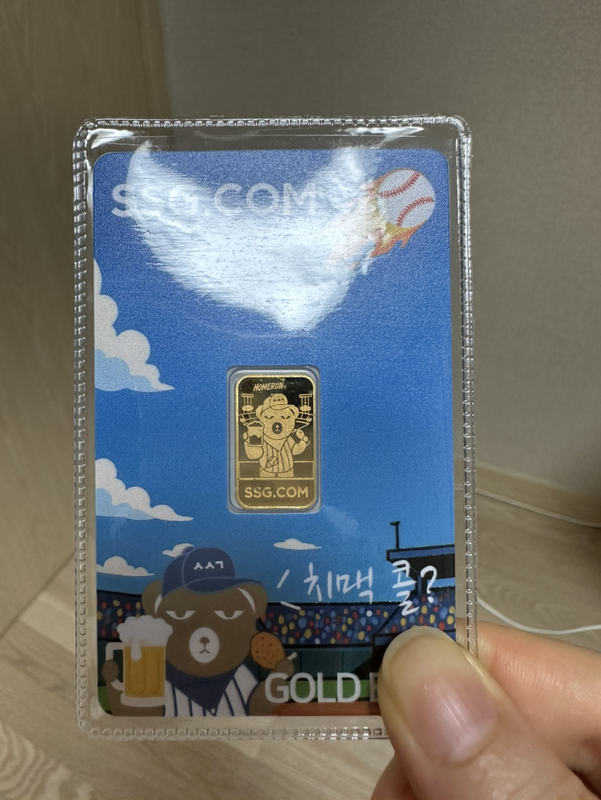 SSG.COM
HOMERUN
SSG.COM
ㅅㅅㄱ
치맥 콜?
GOLD